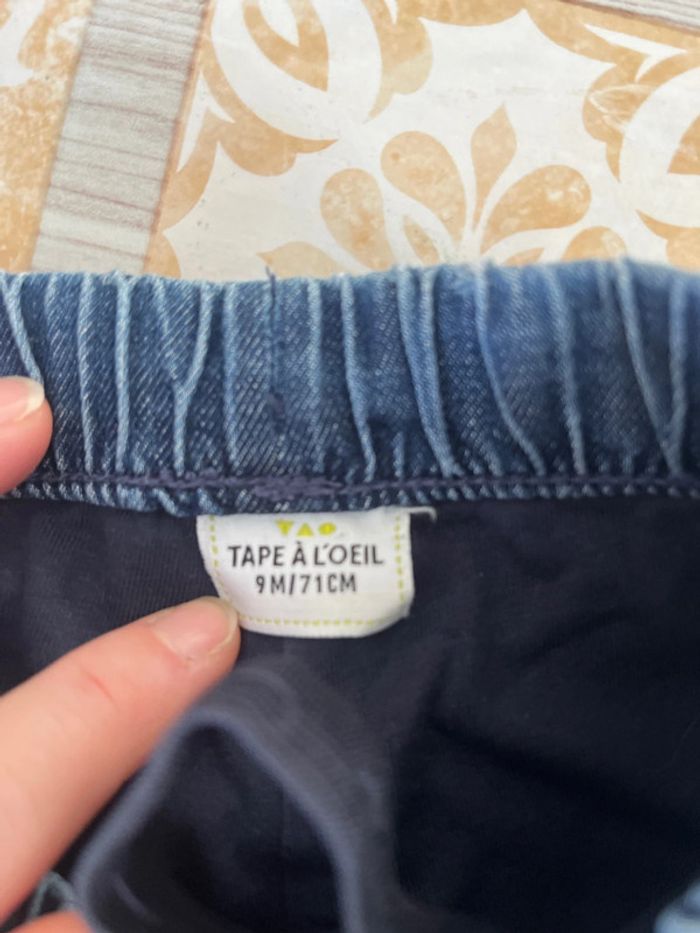 TAO
TAPE À L'OEIL
9M/71CM